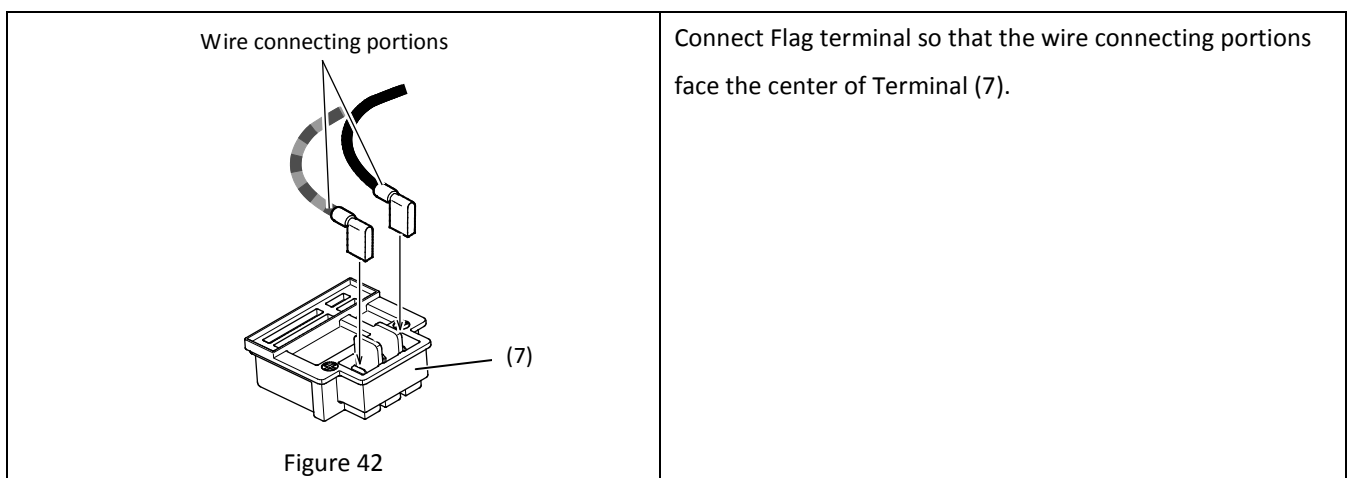 Wire connecting portions
(7)
Figure 42
Connect Flag terminal so that the wire connecting portions
face the center of Terminal (7).